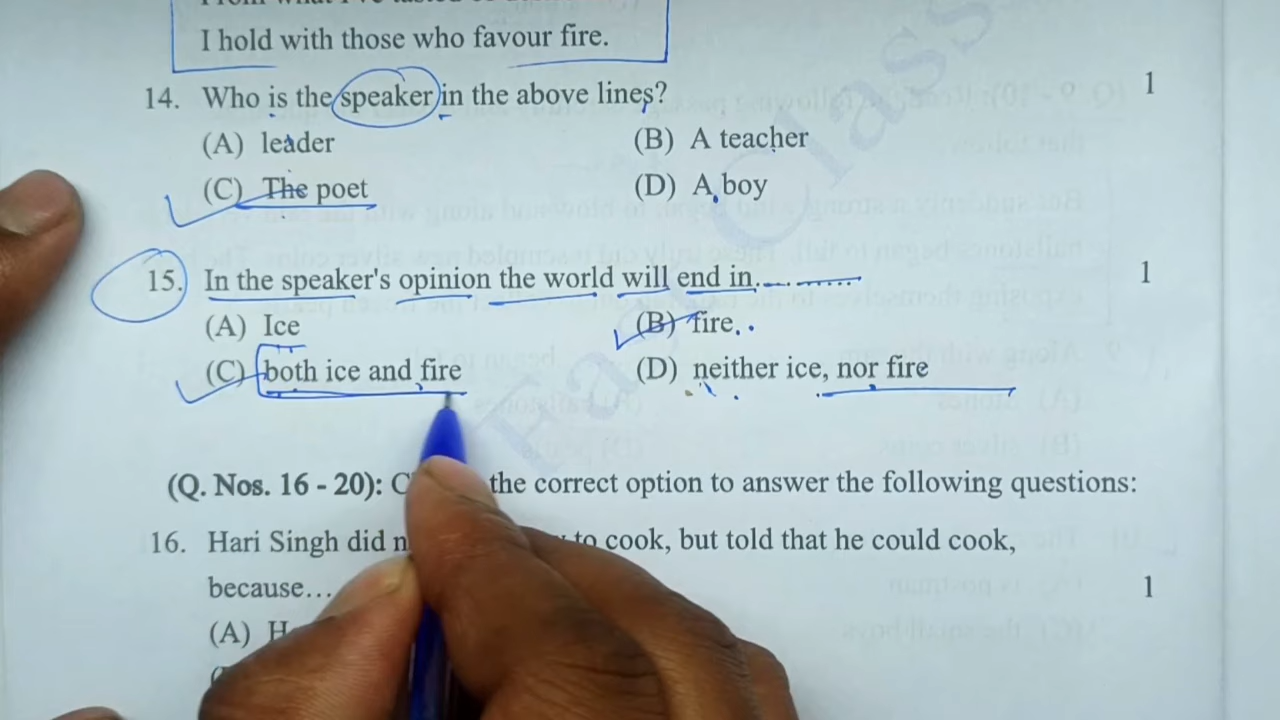 I hold with those who favour fire.
14. Who is the speaker in the above lines? 1
(A) leader (B) A teacher
(C) The poet (D) A boy
15. In the speaker's opinion the world will end in........... 1
(A) Ice (B) fire.
(C) both ice and fire (D) neither ice, nor fire
(Q. Nos. 16 - 20): the correct option to answer the following questions:
16. Hari Singh did to cook, but told that he could cook,
because... 1
(A)